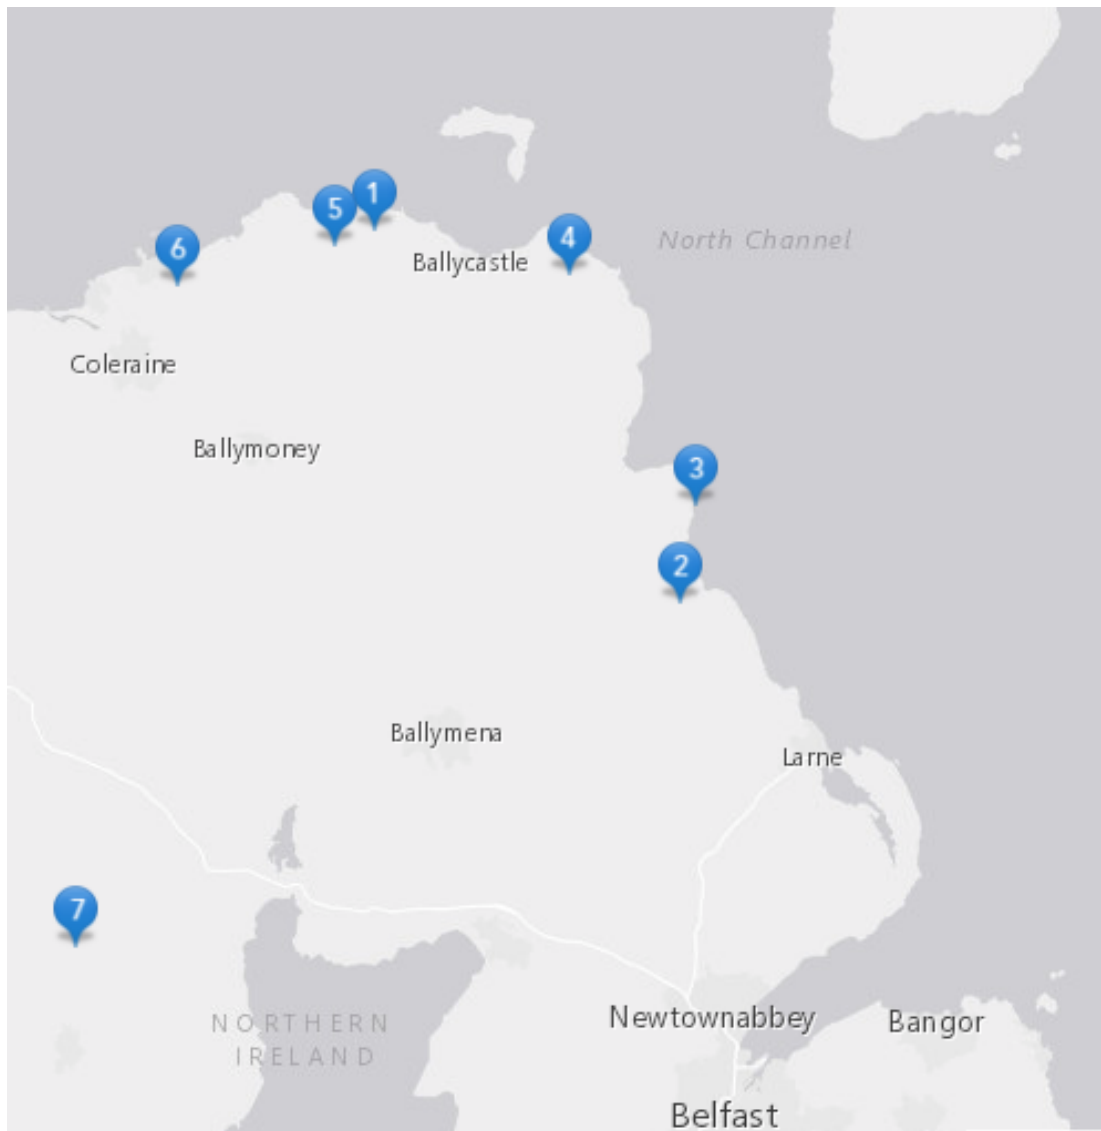 1
5
4
6
North Channel
Ballycastle
Coleraine
Ballymoney
3
2
Ballymena
Larne
7
NORTHERN
IRELAND
Newtownabbey
Bangor
Belfast